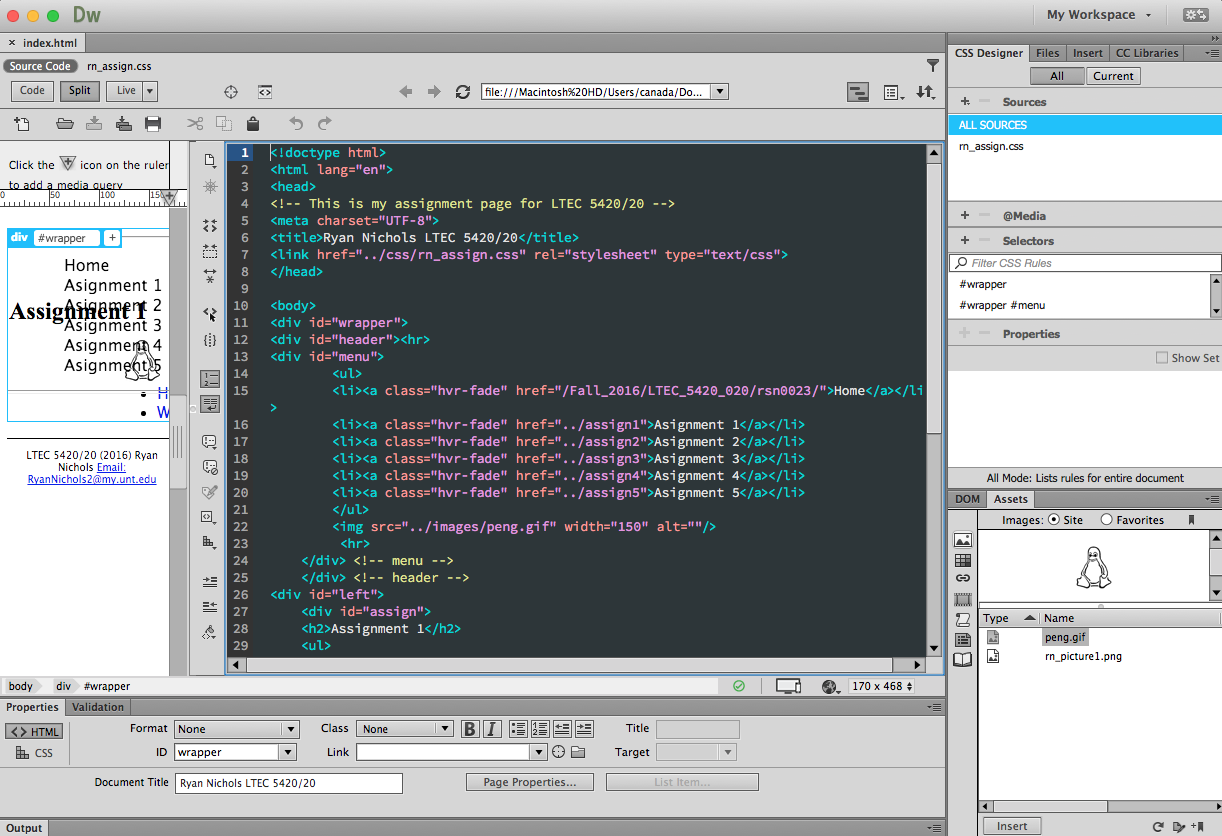 Dw
My Workspace
× index.html
Source Code rn_assign.css
Code Split Live
file:///Macintosh%20HD/Users/canada/Do...
Click the icon on the ruler
to add a media query
0 50 100 150
div #wrapper +
Home
Asignment 1
Asignment 2
Assignment 1
Asignment 3
Asignment 4
Asignment 5
H
W
LTEC 5420/20 (2016) Ryan
Nichols Email:
RyanNichols2@my.unt.edu
1 <!doctype html>
2 <html lang="en">
3 <head>
4 <!-- This is my assignment page for LTEC 5420/20 -->
5 <meta charset="UTF-8">
6 <title>Ryan Nichols LTEC 5420/20</title>
7 <link href="../css/rn_assign.css" rel="stylesheet" type="text/css">
8 </head>
9
10 <body>
11 <div id="wrapper">
12 <div id="header"><hr>
13 <div id="menu">
14 <ul>
15 <li><a class="hvr-fade" href="/Fall_2016/LTEC_5420_020/rsn0023/">Home</a></li
>
16 <li><a class="hvr-fade" href="../assign1">Asignment 1</a></li>
17 <li><a class="hvr-fade" href="../assign2">Asignment 2</a></li>
18 <li><a class="hvr-fade" href="../assign3">Asignment 3</a></li>
19 <li><a class="hvr-fade" href="../assign4">Asignment 4</a></li>
20 <li><a class="hvr-fade" href="../assign5">Asignment 5</a></li>
21 </ul>
22 <img src="../images/peng.gif" width="150" alt=""/>
23 <hr>
24 </div> <!-- menu -->
25 </div> <!-- header -->
26 <div id="left">
27 <div id="assign">
28 <h2>Assignment 1</h2>
29 <ul>
body div #wrapper
170 x 468
Properties Validation
<> HTML
CSS
Format None
Class None
B I
Title
ID wrapper
Link
Target
Document Title Ryan Nichols LTEC 5420/20
Page Properties...
List Item...
Output
CSS Designer Files Insert CC Libraries
All Current
+ − Sources
ALL SOURCES
rn_assign.css
+ − @Media
+ − Selectors
Filter CSS Rules
#wrapper
#wrapper #menu
+ − Properties
Show Set
All Mode: Lists rules for entire document
DOM Assets
Images: Site Favorites
Type Name
peng.gif
rn_picture1.png
Insert